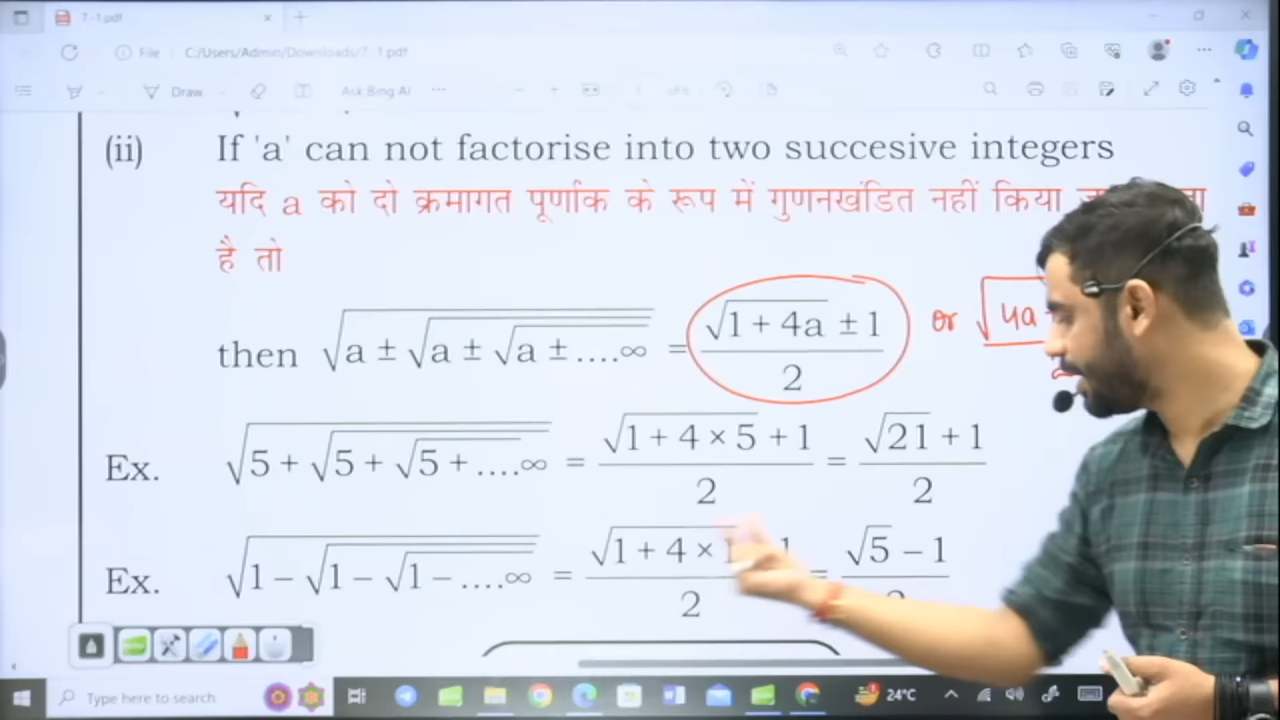 7-1.pdf
File C:/Users/Admin/Downloads/7-1.pdf
Draw Ask Bing AI
(ii) If 'a' can not factorise into two succesive integers
यदि a को दो क्रमागत पूर्णांक के रूप में गुणनखंडित नहीं किया
है तो
then √(a ± √(a ± √(a ± ....∞ = (√(1 + 4a) ± 1)/2 or √4a
Ex. √(5 + √(5 + √(5 + ....∞ = (√(1 + 4 × 5) + 1)/2 = (√21 + 1)/2
Ex. √(1 − √(1 − √(1 − ....∞ = √(1 + 4 × 1 /2 = √5 − 1
Type here to search 24°C